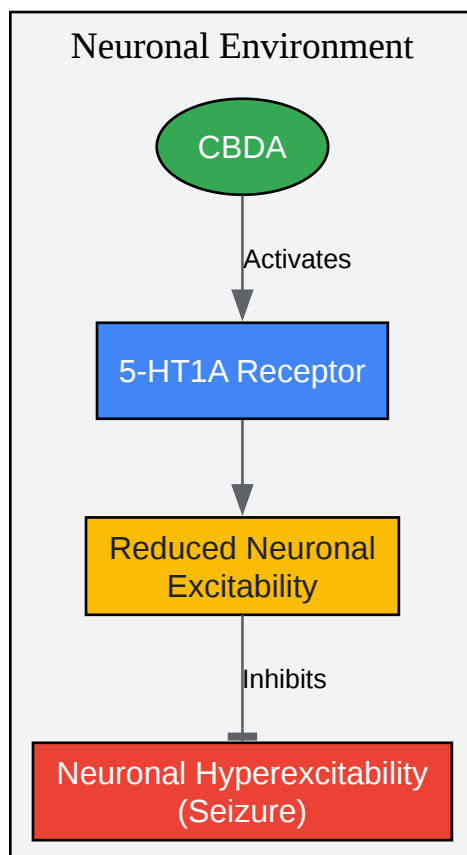 Neuronal Environment
CBDA
Activates
5-HT1A Receptor
Reduced Neuronal
Excitability
Inhibits
Neuronal Hyperexcitability
(Seizure)